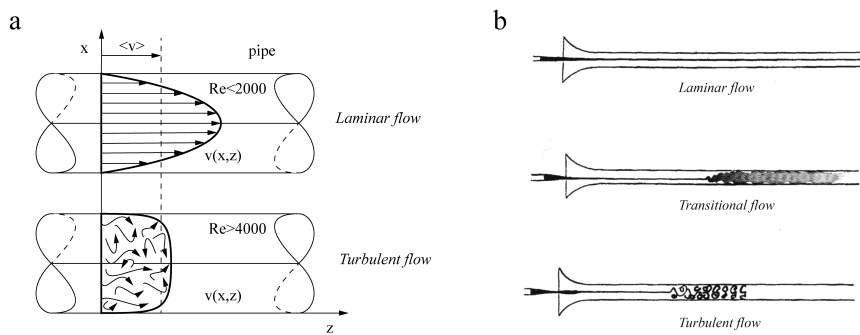 a
x
<v>
pipe
Re<2000
Laminar flow
v(x,z)
Re>4000
Turbulent flow
v(x,z)
z
b
Laminar flow
Transitional flow
Turbulent flow